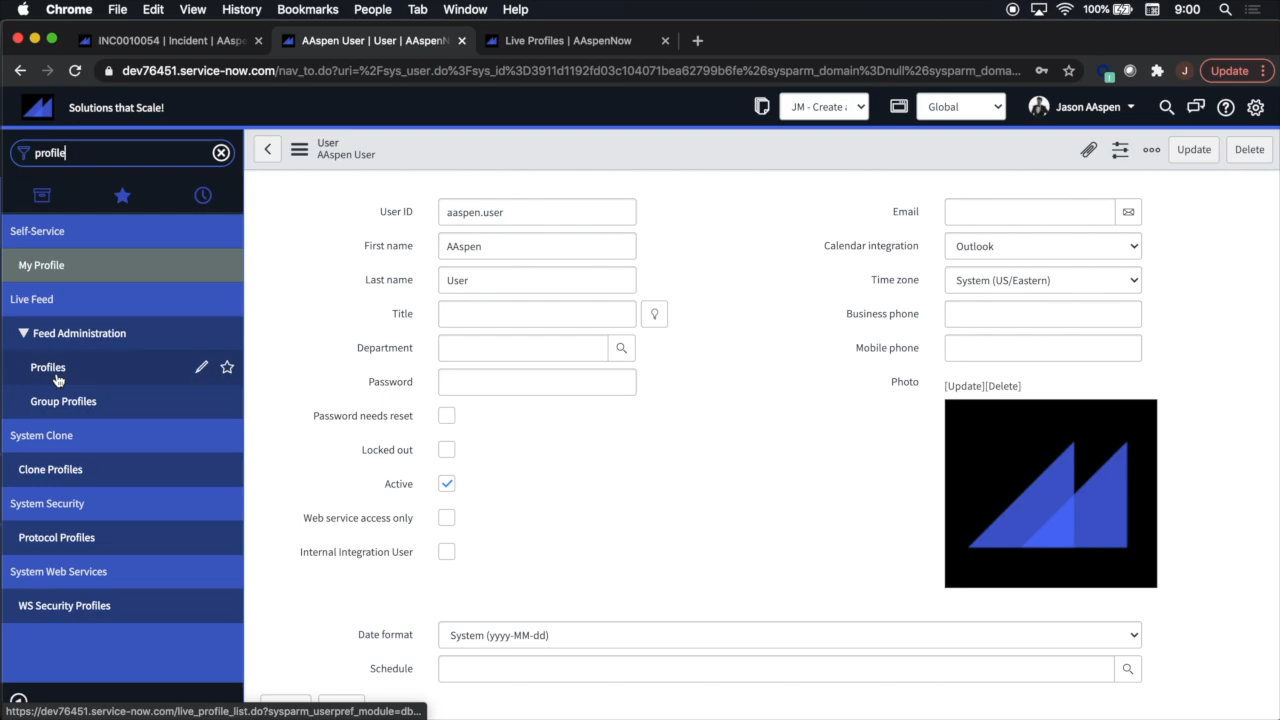 Chrome File Edit View History Bookmarks People Tab Window Help 100% 9:00
INC0010054 | Incident | AAspe
AAspen User | User | AAspenN
Live Profiles | AAspenNow
dev76451.service-now.com/nav_to.do?uri=%2Fsys_user.do%3Fsys_id%3D3911d1192fd03c104071bea62799b6fe%26sysparm_domain%3Dnull%26sysparm_doma...
1
J
Update
Solutions that Scale!
JM - Create a
Global
Jason AAspen
profile
User
AAspen User
Update
Delete
Self-Service
My Profile
Live Feed
Feed Administration
Profiles
Group Profiles
System Clone
Clone Profiles
System Security
Protocol Profiles
System Web Services
WS Security Profiles
User ID aaspen.user
First name AAspen
Last name User
Title
Department
Password
Password needs reset
Locked out
Active
Web service access only
Internal Integration User
Email
Calendar integration Outlook
Time zone System (US/Eastern)
Business phone
Mobile phone
Photo [Update][Delete]
Date format System (yyyy-MM-dd)
Schedule
https://dev76451.service-now.com/live_profile_list.do?sysparm_userpref_module=db...